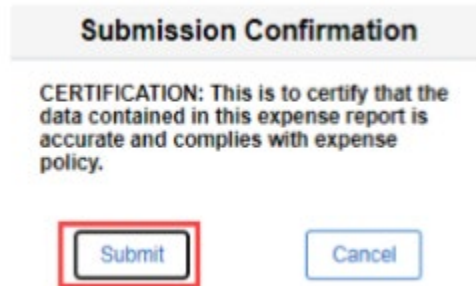 Submission Confirmation
CERTIFICATION: This is to certify that the
data contained in this expense report is
accurate and complies with expense
policy.
Submit Cancel